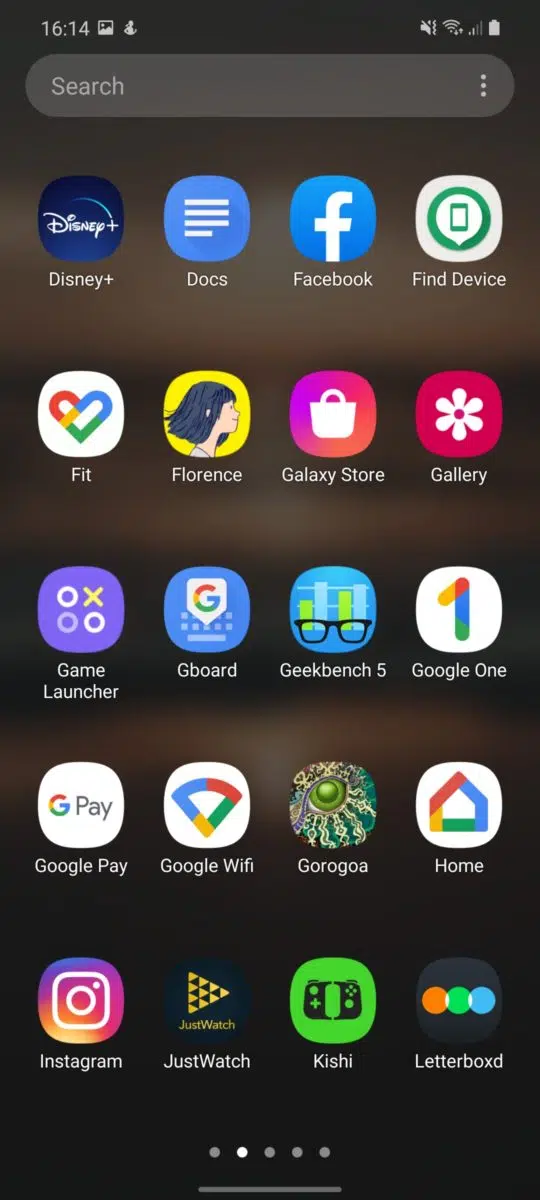 16:14
Search
Disney+
Disney+ Docs Facebook Find Device
Fit Florence Galaxy Store Gallery
G
Game Launcher Gboard Geekbench 5 Google One
G Pay
Google Pay Google Wifi Gorogoa Home
JustWatch
Instagram JustWatch Kishi Letterboxd